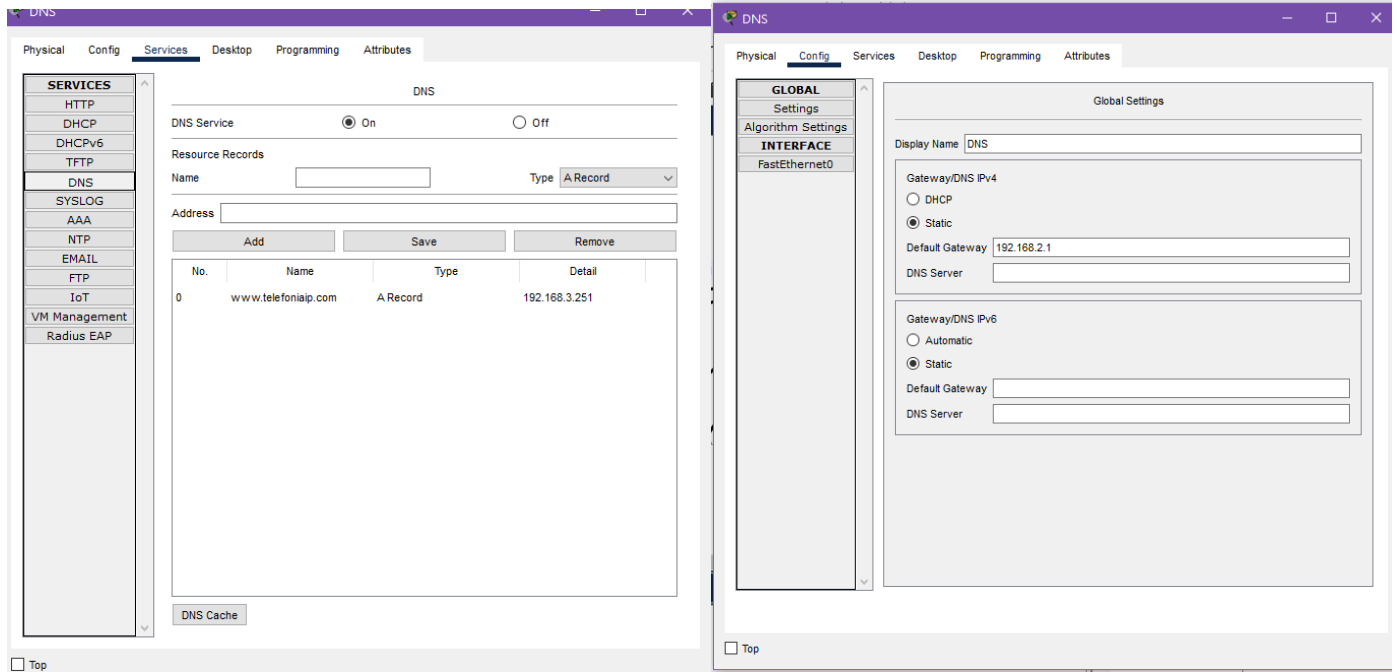 DNS
Physical Config Services Desktop Programming Attributes
SERVICES
HTTP
DHCP
DHCPv6
TFTP
DNS
SYSLOG
AAA
NTP
EMAIL
FTP
IoT
VM Management
Radius EAP
DNS
DNS Service On Off
Resource Records
Name Type A Record
Address
Add Save Remove
No. Name Type Detail
0 www.telefoniaip.com A Record 192.168.3.251
DNS Cache
Top
DNS
Physical Config Services Desktop Programming Attributes
GLOBAL
Settings
Algorithm Settings
INTERFACE
FastEthernet0
Global Settings
Display Name DNS
Gateway/DNS IPv4
DHCP
Static
Default Gateway 192.168.2.1
DNS Server
Gateway/DNS IPv6
Automatic
Static
Default Gateway
DNS Server
Top